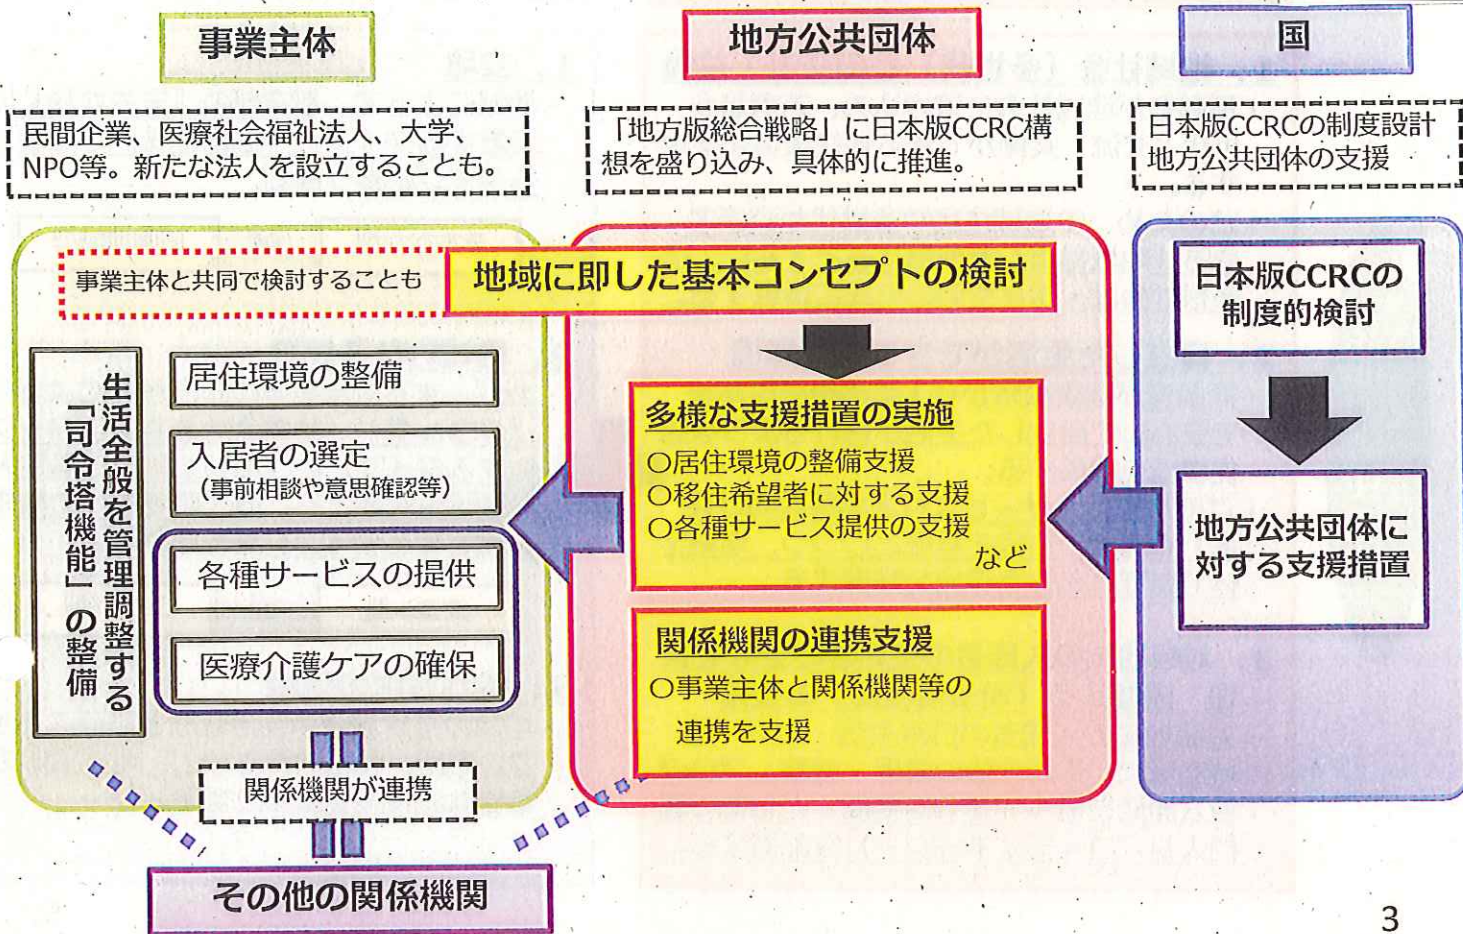 事業主体
地方公共団体
国
民間企業、医療社会福祉法人、大学、
NPO等。新たな法人を設立することも。
「地方版総合戦略」に日本版CCRC構
想を盛り込み、具体的に推進。
日本版CCRCの制度設計
地方公共団体の支援
事業主体と共同で検討することも
地域に即した基本コンセプトの検討
生活全般を管理調整する
「司令塔機能」の整備
居住環境の整備
入居者の選定
（事前相談や意思確認等）
各種サービスの提供
医療介護ケアの確保
多様な支援措置の実施
○居住環境の整備支援
○移住希望者に対する支援
○各種サービス提供の支援
など
関係機関の連携支援
○事業主体と関係機関等の
連携を支援
日本版CCRCの
制度的検討
地方公共団体に
対する支援措置
関係機関が連携
その他の関係機関
3